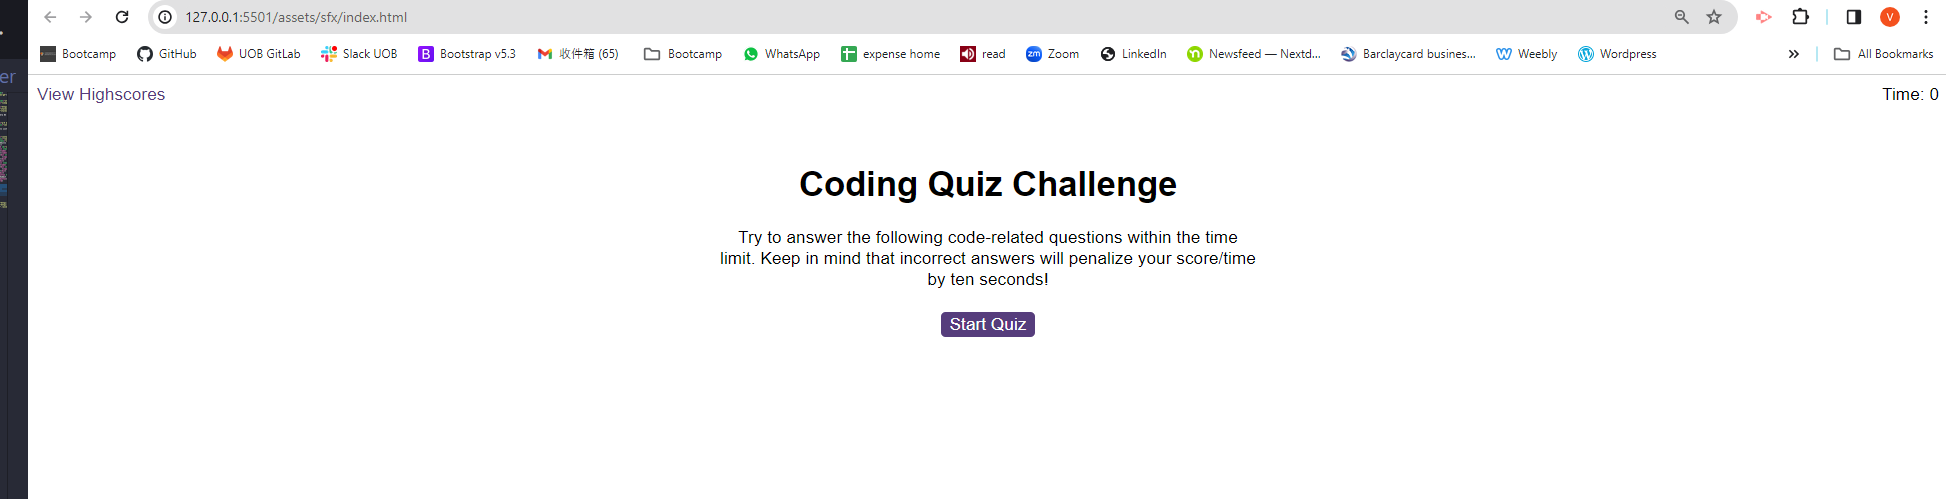 127.0.0.1:5501/assets/sfx/index.html
V
Bootcamp GitHub UOB GitLab Slack UOB B Bootstrap v5.3 收件箱 (65) Bootcamp WhatsApp expense home read zm Zoom LinkedIn Newsfeed — Nextd... Barclaycard busines... Weebly Wordpress » All Bookmarks
er
View Highscores Time: 0
Coding Quiz Challenge
Try to answer the following code-related questions within the time
limit. Keep in mind that incorrect answers will penalize your score/time
by ten seconds!
Start Quiz